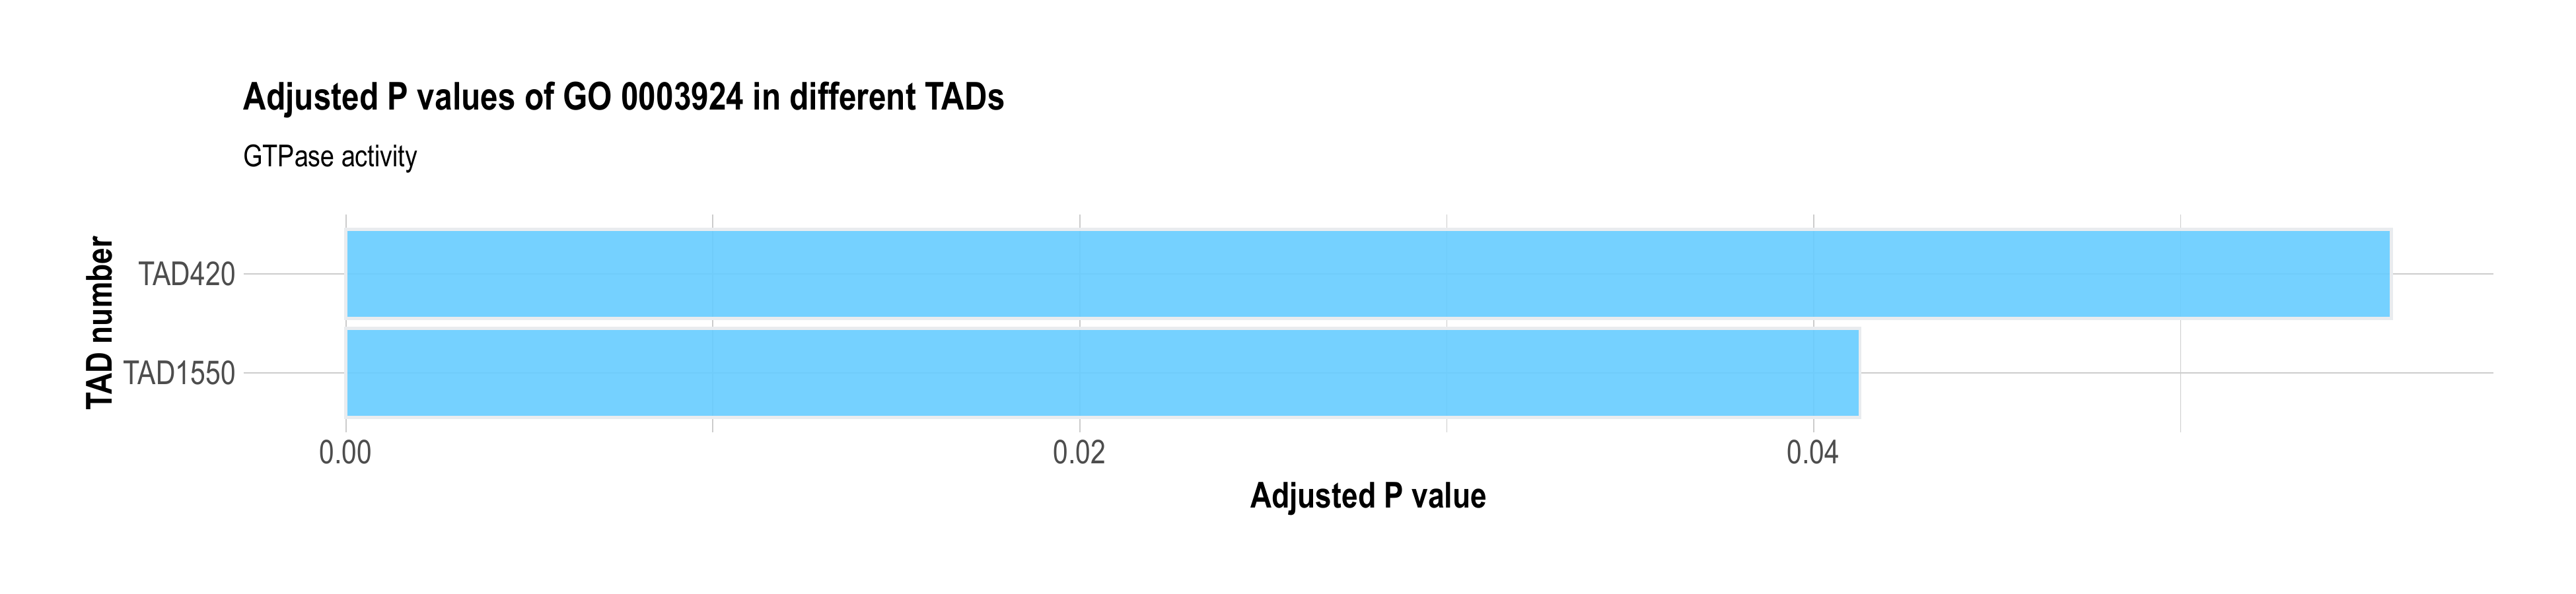 Adjusted P values of GO 0003924 in different TADs
GTPase activity
TAD number
TAD420
TAD1550
0.00
0.02
0.04
Adjusted P value